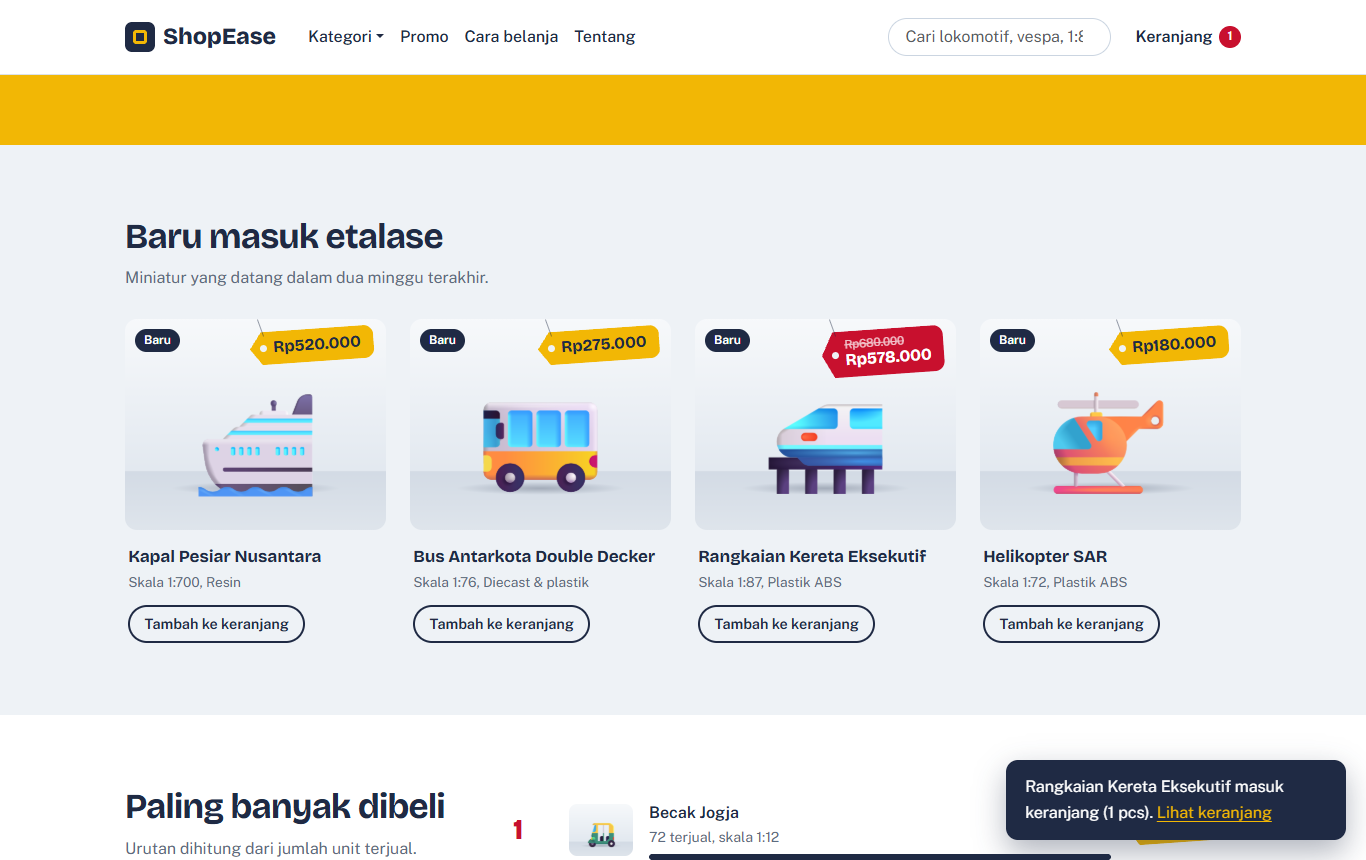 ShopEase
Kategori
Promo
Cara belanja
Tentang
Cari lokomotif, vespa, 1:8
Keranjang 1
Baru masuk etalase
Miniatur yang datang dalam dua minggu terakhir.
Baru
Rp520.000
Kapal Pesiar Nusantara
Skala 1:700, Resin
Tambah ke keranjang
Baru
Rp275.000
Bus Antarkota Double Decker
Skala 1:76, Diecast & plastik
Tambah ke keranjang
Baru
Rp680.000
Rp578.000
Rangkaian Kereta Eksekutif
Skala 1:87, Plastik ABS
Tambah ke keranjang
Baru
Rp180.000
Helikopter SAR
Skala 1:72, Plastik ABS
Tambah ke keranjang
Paling banyak dibeli
Urutan dihitung dari jumlah unit terjual.
1
Becak Jogja
72 terjual, skala 1:12
Rangkaian Kereta Eksekutif masuk
keranjang (1 pcs). Lihat keranjang